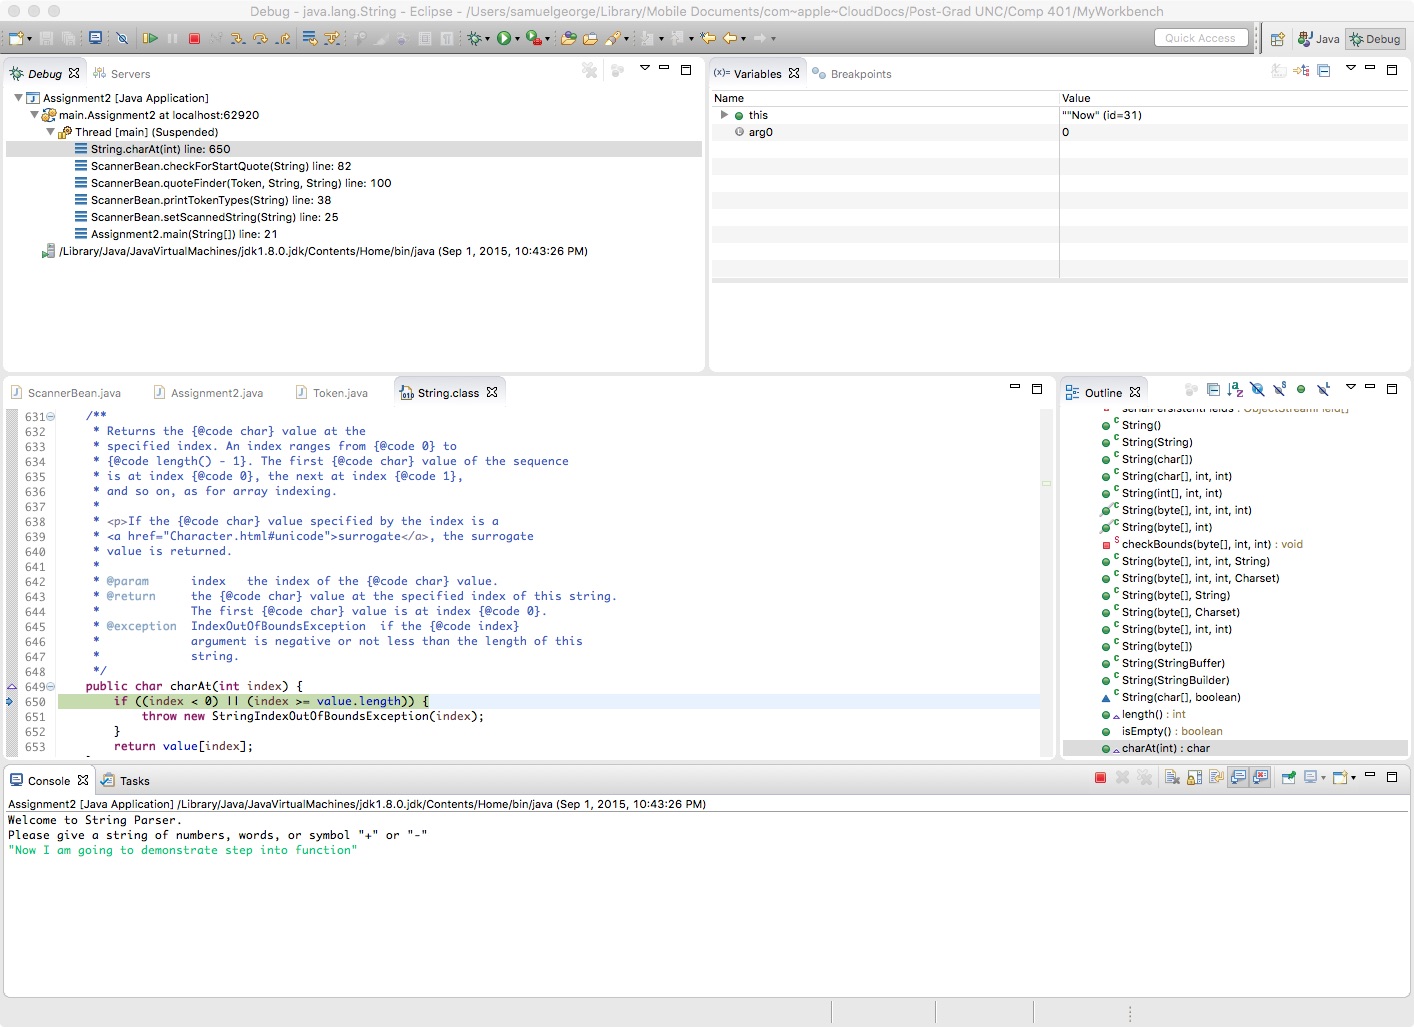 Debug - java.lang.String - Eclipse - /Users/samuelgeorge/Library/Mobile Documents/com~apple~CloudDocs/Post-Grad UNC/Comp 401/MyWorkbench
Quick Access
Java
Debug
Debug
Servers
Assignment2 [Java Application]
main.Assignment2 at localhost:62920
Thread [main] (Suspended)
String.charAt(int) line: 650
ScannerBean.checkForStartQuote(String) line: 82
ScannerBean.quoteFinder(Token, String, String) line: 100
ScannerBean.printTokenTypes(String) line: 38
ScannerBean.setScannedString(String) line: 25
Assignment2.main(String[]) line: 21
/Library/Java/JavaVirtualMachines/jdk1.8.0.jdk/Contents/Home/bin/java (Sep 1, 2015, 10:43:26 PM)
(x)= Variables
Breakpoints
Name Value
this ""Now" (id=31)
arg0 0
ScannerBean.java
Assignment2.java
Token.java
String.class
631 /**
632 * Returns the {@code char} value at the
633 * specified index. An index ranges from {@code 0} to
634 * {@code length() - 1}. The first {@code char} value of the sequence
635 * is at index {@code 0}, the next at index {@code 1},
636 * and so on, as for array indexing.
637 *
638 * <p>If the {@code char} value specified by the index is a
639 * <a href="Character.html#unicode">surrogate</a>, the surrogate
640 * value is returned.
641 *
642 * @param index the index of the {@code char} value.
643 * @return the {@code char} value at the specified index of this string.
644 * The first {@code char} value is at index {@code 0}.
645 * @exception IndexOutOfBoundsException if the {@code index}
646 * argument is negative or not less than the length of this
647 * string.
648 */
649 public char charAt(int index) {
650 if ((index < 0) || (index >= value.length)) {
651 throw new StringIndexOutOfBoundsException(index);
652 }
653 return value[index];
Outline
serialPersistentFields : ObjectStreamField[]
String()
String(String)
String(char[])
String(char[], int, int)
String(int[], int, int)
String(byte[], int, int, int)
String(byte[], int)
checkBounds(byte[], int, int) : void
String(byte[], int, int, String)
String(byte[], int, int, Charset)
String(byte[], String)
String(byte[], Charset)
String(byte[], int, int)
String(byte[])
String(StringBuffer)
String(StringBuilder)
String(char[], boolean)
length() : int
isEmpty() : boolean
charAt(int) : char
Console
Tasks
Assignment2 [Java Application] /Library/Java/JavaVirtualMachines/jdk1.8.0.jdk/Contents/Home/bin/java (Sep 1, 2015, 10:43:26 PM)
Welcome to String Parser.
Please give a string of numbers, words, or symbol "+" or "-"
"Now I am going to demonstrate step into function"